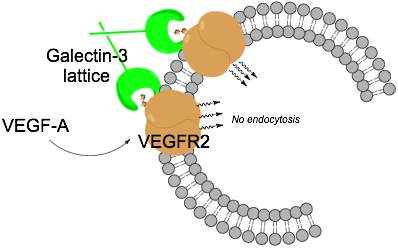 Galectin-3
lattice
VEGF-A
VEGFR2
No endocytosis